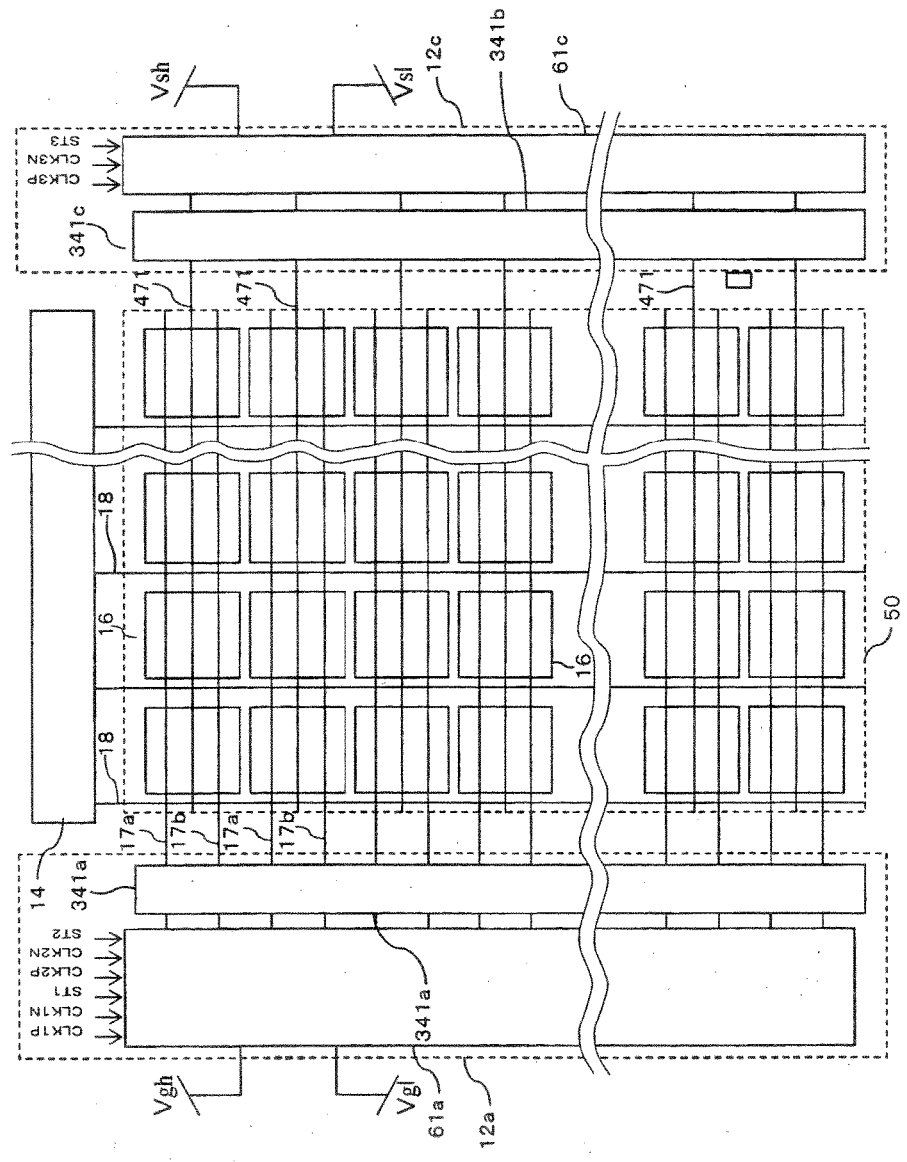 Vsh
12c
341b
61c
Vsl
ST3
CLK3N
CLK3P
341c
471
471
471
18
16
16
18
50
17a
17b
17a
17b
14
341a
ST2
CLK2N
CLK2P
ST1
CLK1N
CLK1P
341a
Vgh
Vgl
61a
12a